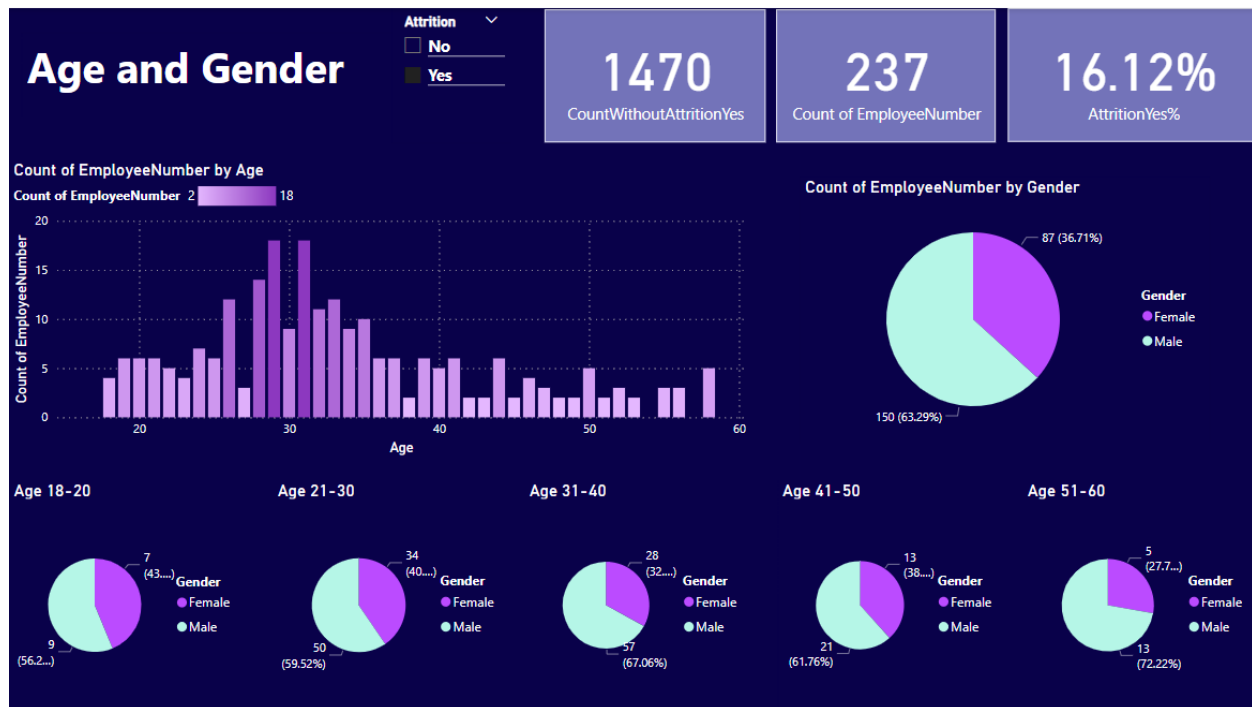 Age and Gender
Attrition
No
Yes
1470
CountWithoutAttritionYes
237
Count of EmployeeNumber
16.12%
AttritionYes%
Count of EmployeeNumber by Age
Count of EmployeeNumber 2 18
Count of EmployeeNumber
20
15
10
5
0
20 30 40 50 60
Age
Count of EmployeeNumber by Gender
87 (36.71%)
150 (63.29%)
Gender
Female
Male
Age 18-20
7
(43....)
9
(56.2...)
Gender
Female
Male
Age 21-30
34
(40....)
50
(59.52%)
Gender
Female
Male
Age 31-40
28
(32....)
57
(67.06%)
Gender
Female
Male
Age 41-50
13
(38....)
21
(61.76%)
Gender
Female
Male
Age 51-60
5
(27.7...)
13
(72.22%)
Gender
Female
Male